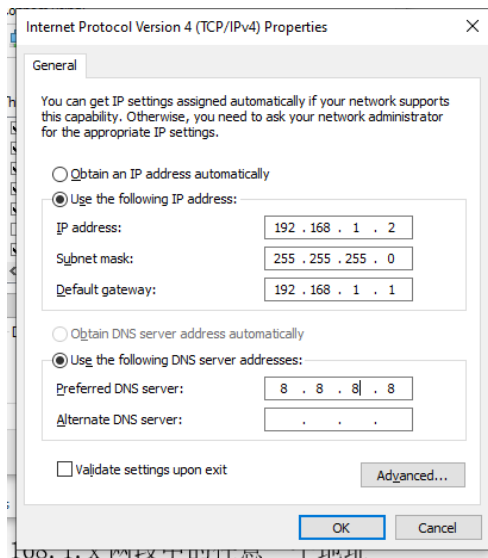 Internet Protocol Version 4 (TCP/IPv4) Properties
General
You can get IP settings assigned automatically if your network supports
this capability. Otherwise, you need to ask your network administrator
for the appropriate IP settings.
Obtain an IP address automatically
Use the following IP address:
IP address: 192 . 168 . 1 . 2
Subnet mask: 255 . 255 . 255 . 0
Default gateway: 192 . 168 . 1 . 1
Obtain DNS server address automatically
Use the following DNS server addresses:
Preferred DNS server: 8 . 8 . 8 . 8
Alternate DNS server: . . .
Validate settings upon exit
Advanced...
OK Cancel